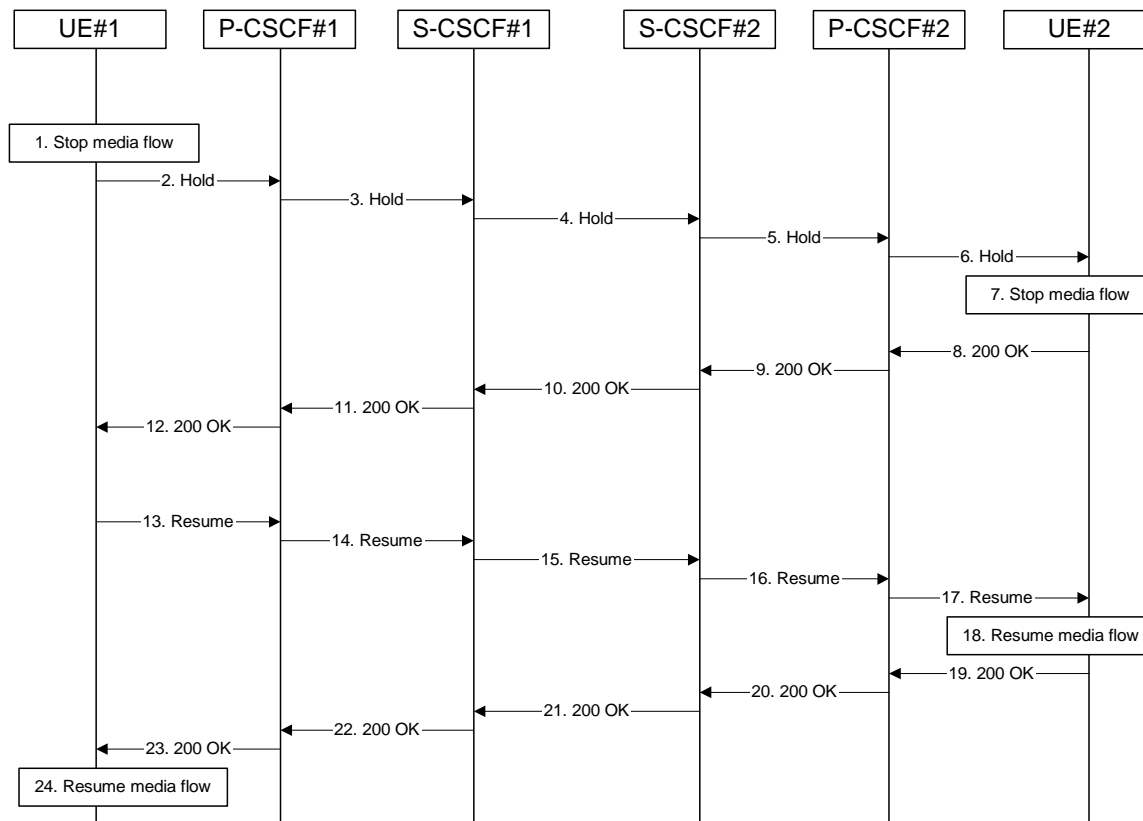 UE#1
P-CSCF#1
S-CSCF#1
S-CSCF#2
P-CSCF#2
UE#2
1. Stop media flow
2. Hold
3. Hold
4. Hold
5. Hold
6. Hold
7. Stop media flow
8. 200 OK
9. 200 OK
10. 200 OK
11. 200 OK
12. 200 OK
13. Resume
14. Resume
15. Resume
16. Resume
17. Resume
18. Resume media flow
19. 200 OK
20. 200 OK
21. 200 OK
22. 200 OK
23. 200 OK
24. Resume media flow